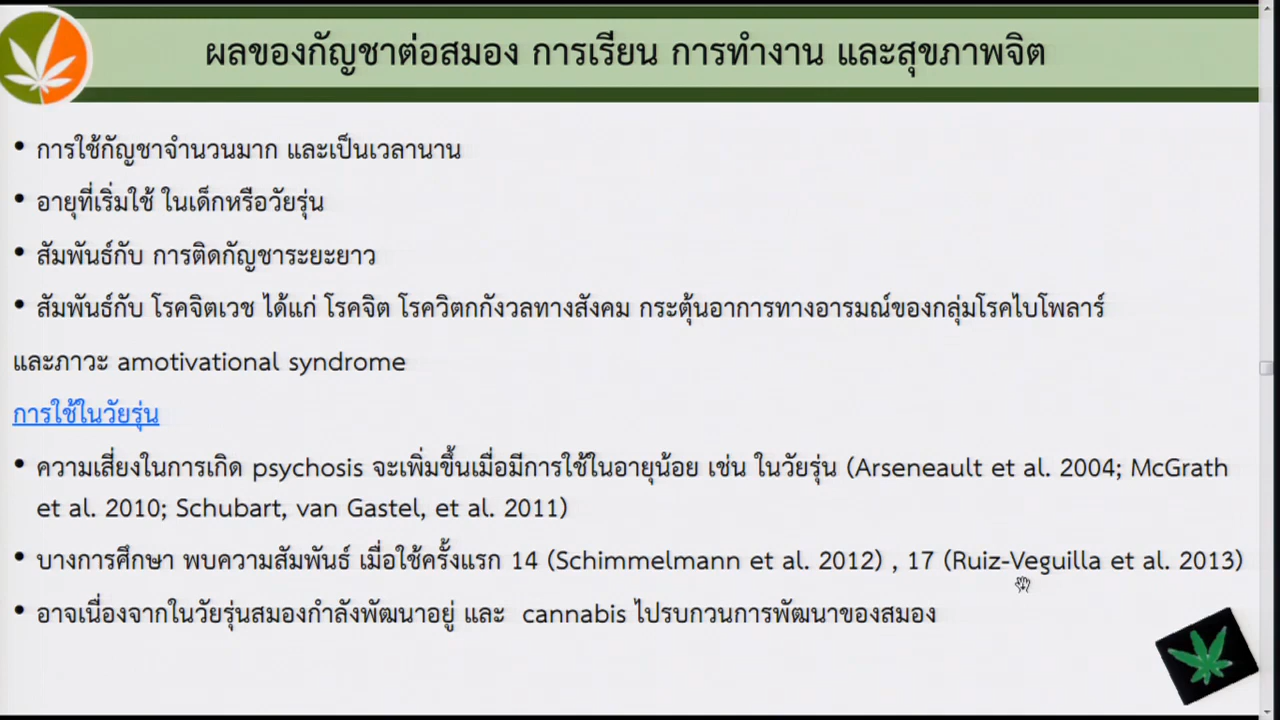 ผลของกัญชาต่อสมอง การเรียน การทำงาน และสุขภาพจิต
• การใช้กัญชาจำนวนมาก และเป็นเวลานาน
• อายุที่เริ่มใช้ ในเด็กหรือวัยรุ่น
• สัมพันธ์กับ การติดกัญชาระยะยาว
• สัมพันธ์กับ โรคจิตเวช ได้แก่ โรคจิต โรควิตกกังวลทางสังคม กระตุ้นอาการทางอารมณ์ของกลุ่มโรคไบโพลาร์
และภาวะ amotivational syndrome
การใช้ในวัยรุ่น
• ความเสี่ยงในการเกิด psychosis จะเพิ่มขึ้นเมื่อมีการใช้ในอายุน้อย เช่น ในวัยรุ่น (Arseneault et al. 2004; McGrath
et al. 2010; Schubart, van Gastel, et al. 2011)
• บางการศึกษา พบความสัมพันธ์ เมื่อใช้ครั้งแรก 14 (Schimmelmann et al. 2012) , 17 (Ruiz-Veguilla et al. 2013)
• อาจเนื่องจากในวัยรุ่นสมองกำลังพัฒนาอยู่ และ cannabis ไปรบกวนการพัฒนาของสมอง